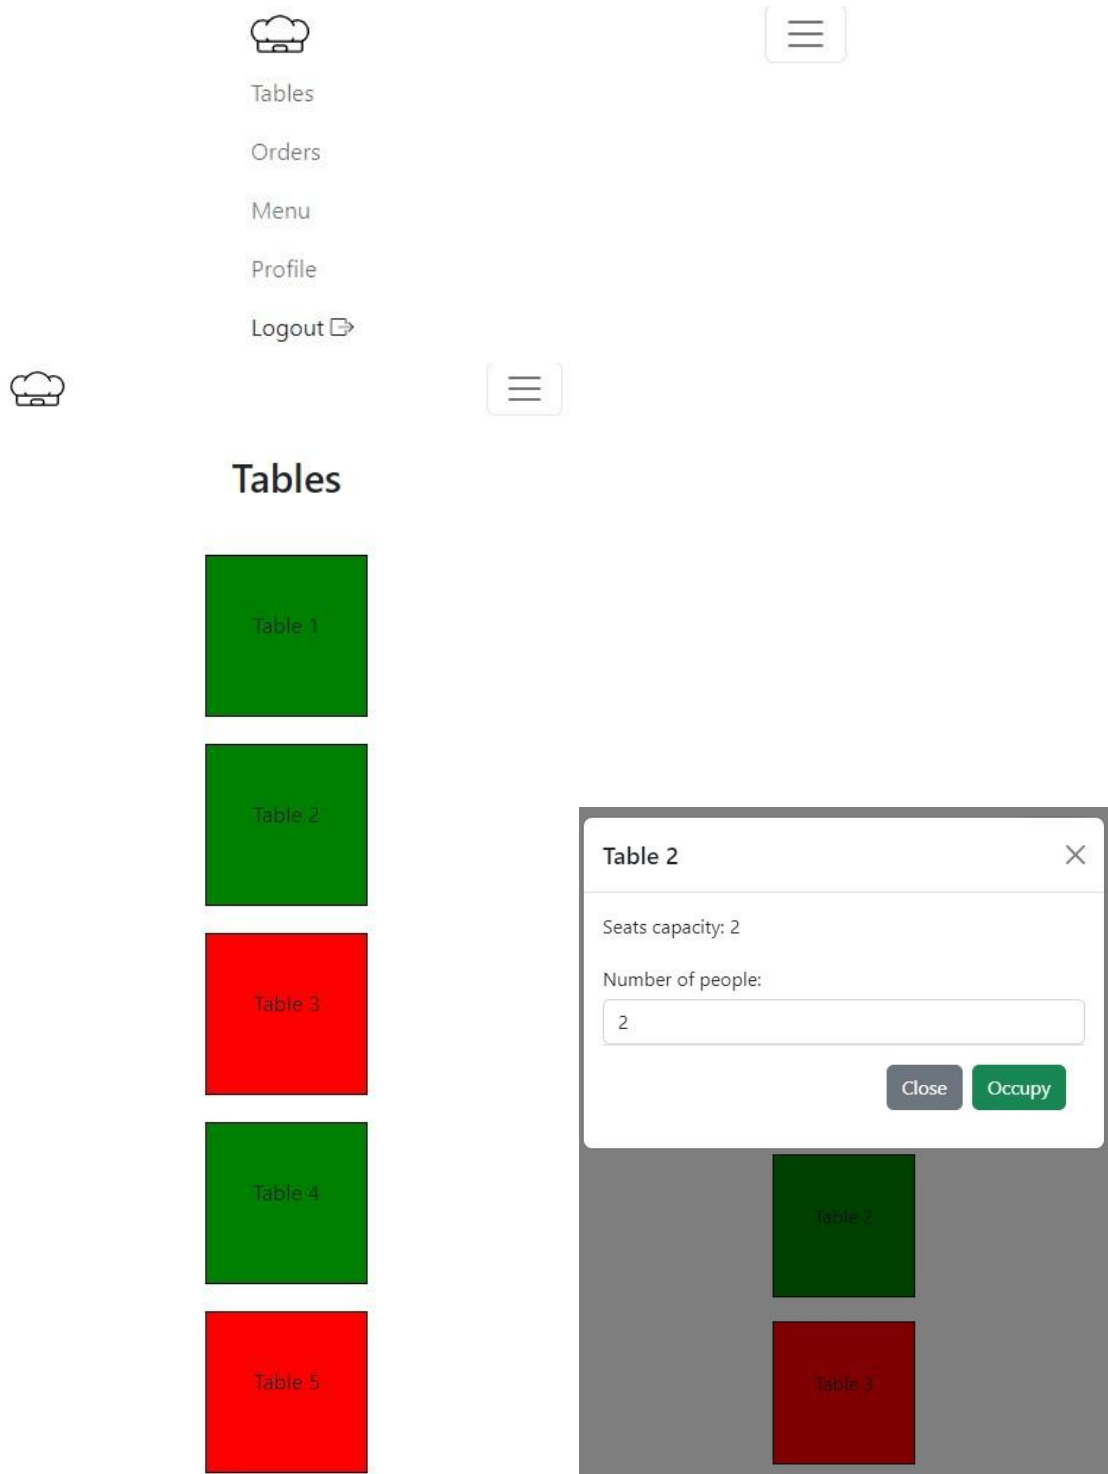 Tables
Orders
Menu
Profile
Logout
Tables
Table 1
Table 2
Table 3
Table 4
Table 5
Table 2
Seats capacity: 2
Number of people:
2
Close Occupy
Table 2
Table 3